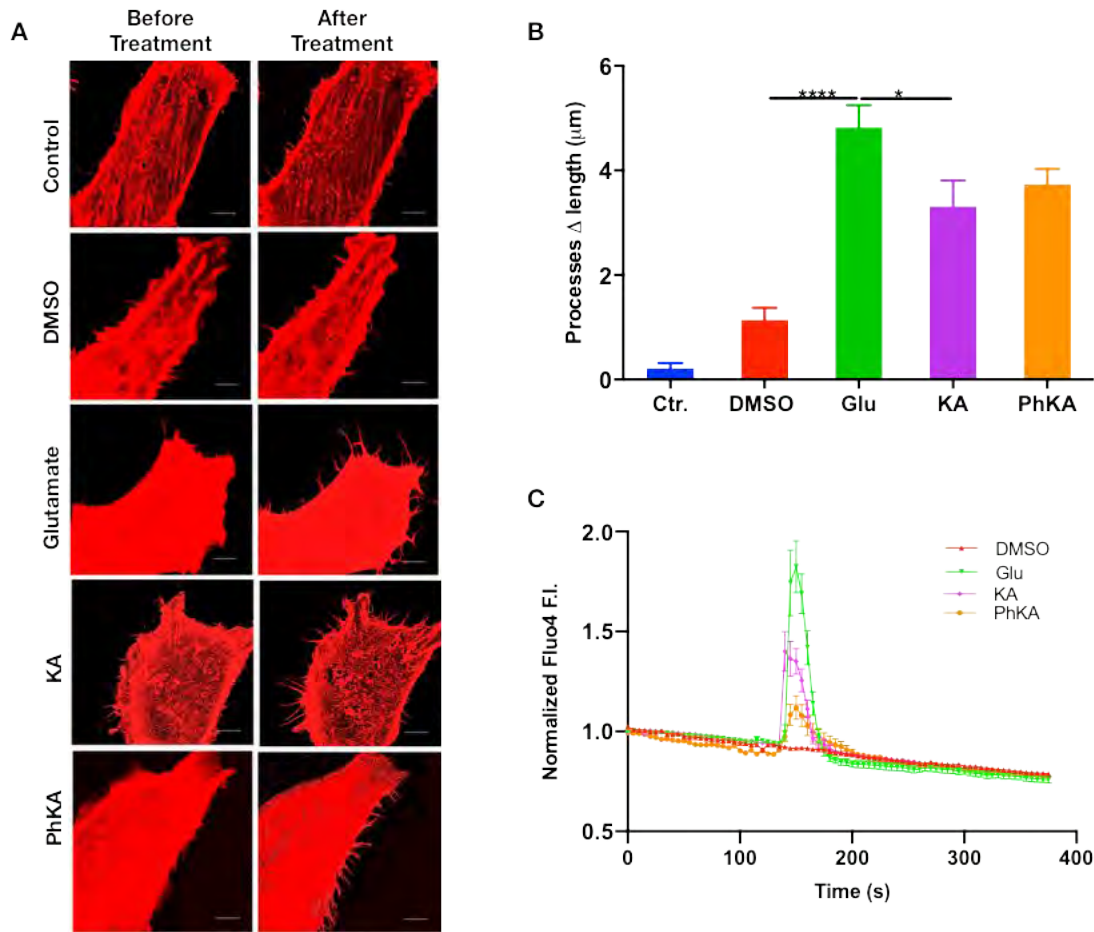 A
Before
Treatment
After
Treatment
Control
DMSO
Glutamate
KA
PhKA
B
Processes Δ length (μm)
6
4
2
0
****
*
Ctr.
DMSO
Glu
KA
PhKA
C
Normalized Fluo4 F.I.
2.0
1.5
1.0
0.5
DMSO
Glu
KA
PhKA
0
100
200
300
400
Time (s)